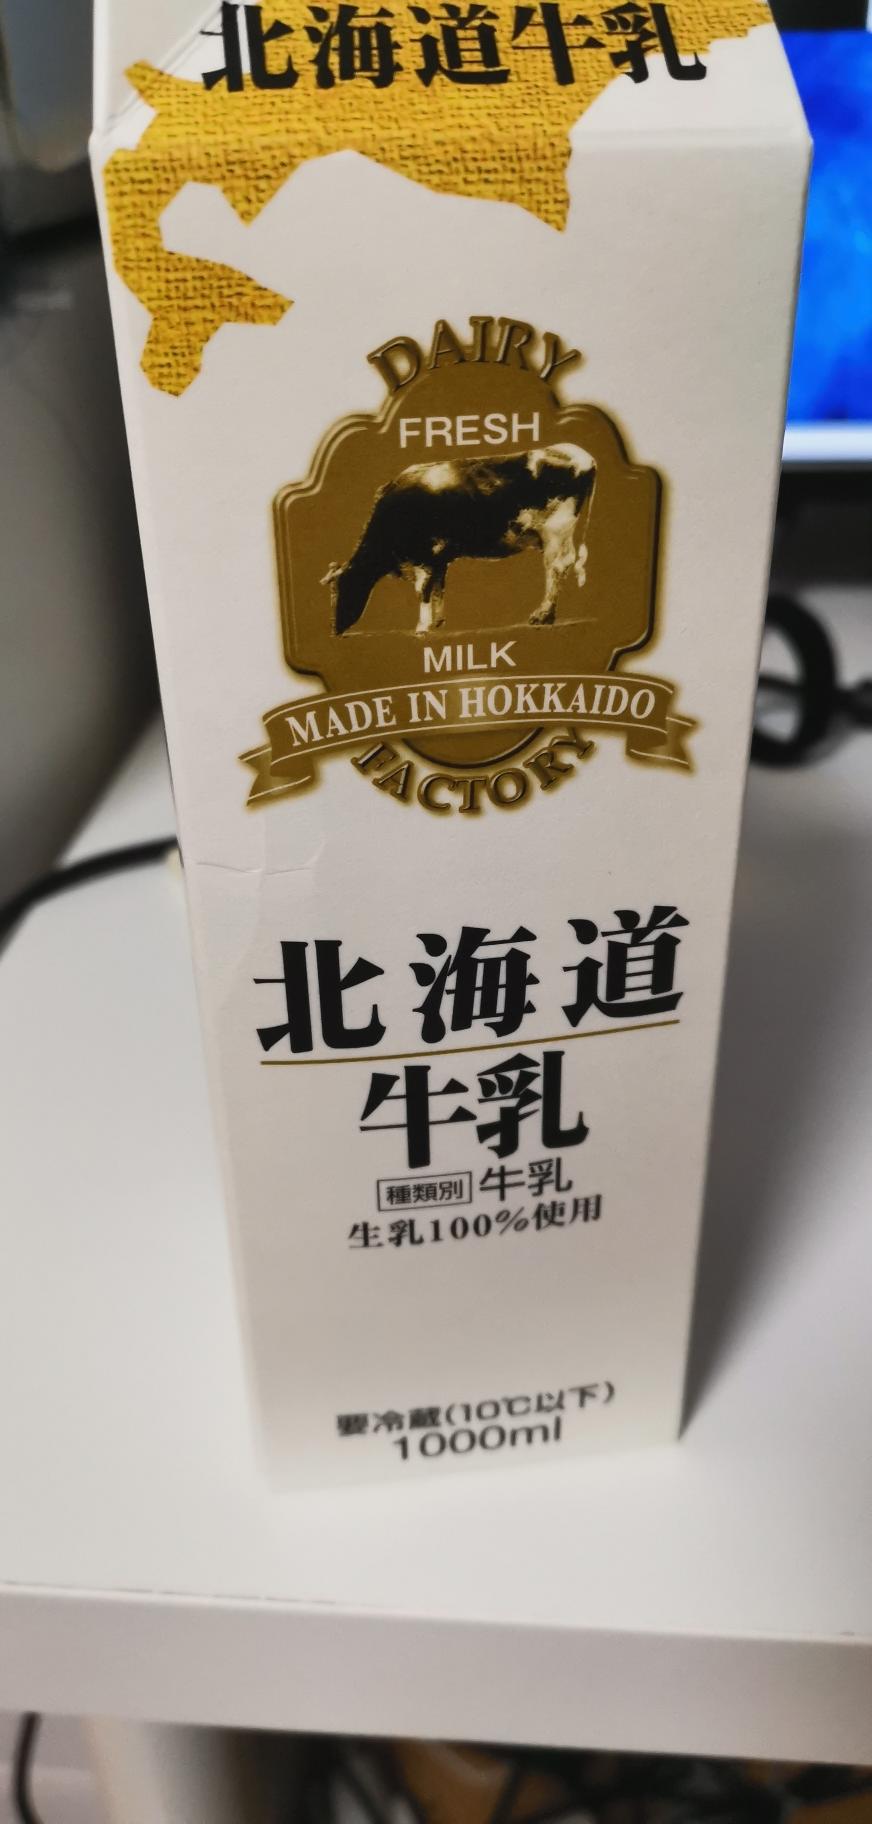 北海道牛乳
DAIRY
FRESH
MILK
MADE IN HOKKAIDO
FACTORY
北海道
牛乳
種類別 牛乳
生乳100%使用
要冷蔵(10℃以下)
1000ml